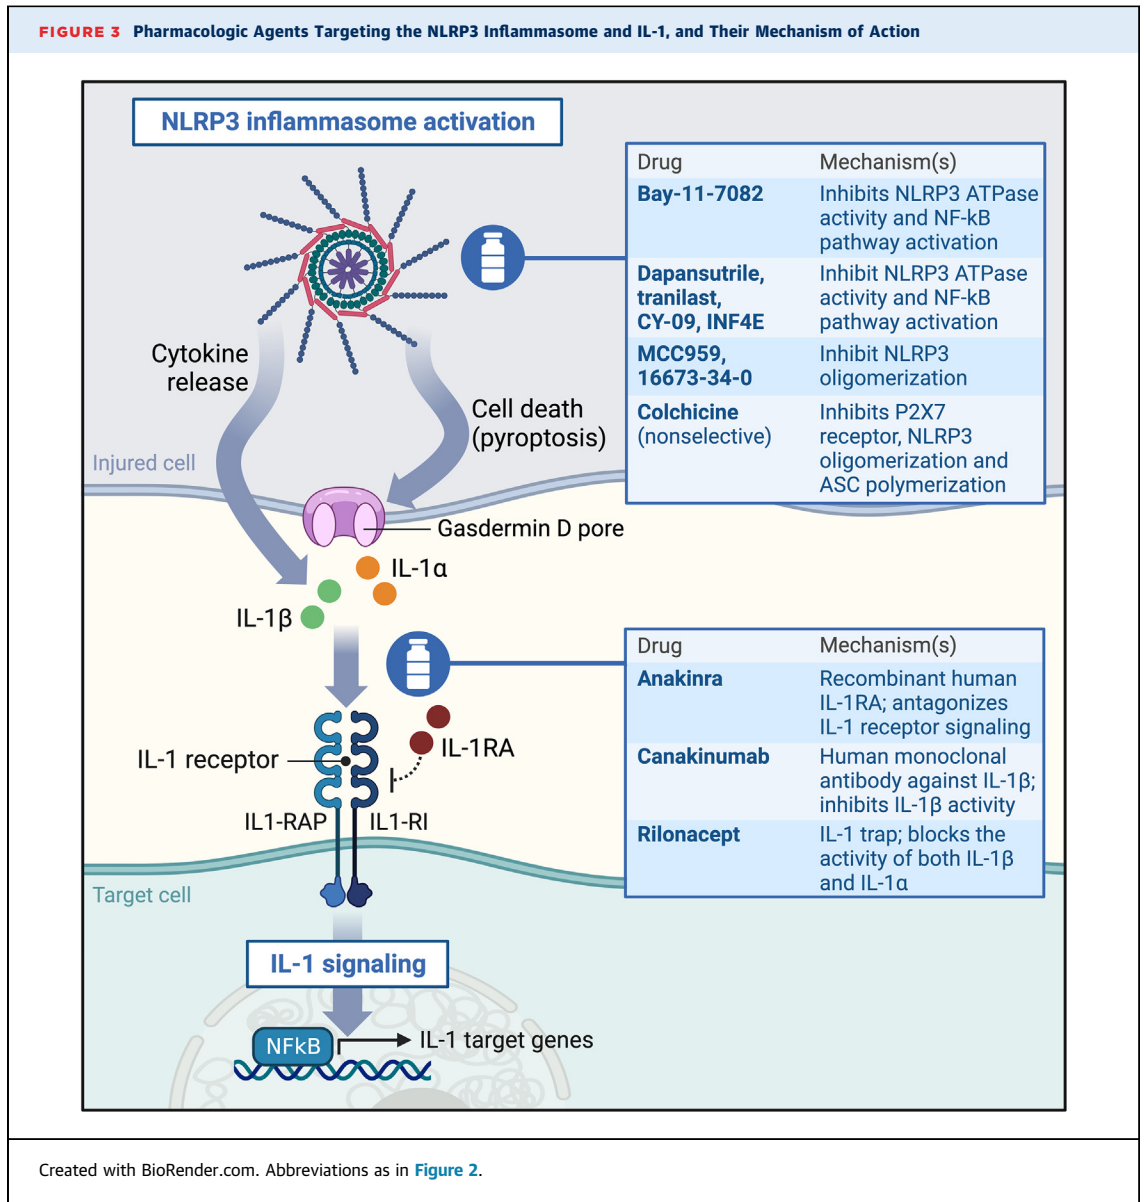 FIGURE 3 Pharmacologic Agents Targeting the NLRP3 Inflammasome and IL-1, and Their Mechanism of Action
NLRP3 inflammasome activation
Drug Mechanism(s)
Bay-11-7082 Inhibits NLRP3 ATPase
activity and NF-kB
pathway activation
Dapansutrile, Inhibit NLRP3 ATPase
tranilast, activity and NF-kB
CY-09, INF4E pathway activation
MCC959, Inhibit NLRP3
16673-34-0 oligomerization
Colchicine Inhibits P2X7
(nonselective) receptor, NLRP3
oligomerization and
ASC polymerization
Cytokine
release
Cell death
(pyroptosis)
Injured cell
Gasdermin D pore
IL-1α
IL-1β
Drug Mechanism(s)
Anakinra Recombinant human
IL-1RA; antagonizes
IL-1 receptor signaling
Canakinumab Human monoclonal
antibody against IL-1β;
inhibits IL-1β activity
Rilonacept IL-1 trap; blocks the
activity of both IL-1β
and IL-1α
IL-1RA
IL-1 receptor
IL1-RAP IL1-RI
Target cell
IL-1 signaling
NFkB
IL-1 target genes
Created with BioRender.com. Abbreviations as in Figure 2.